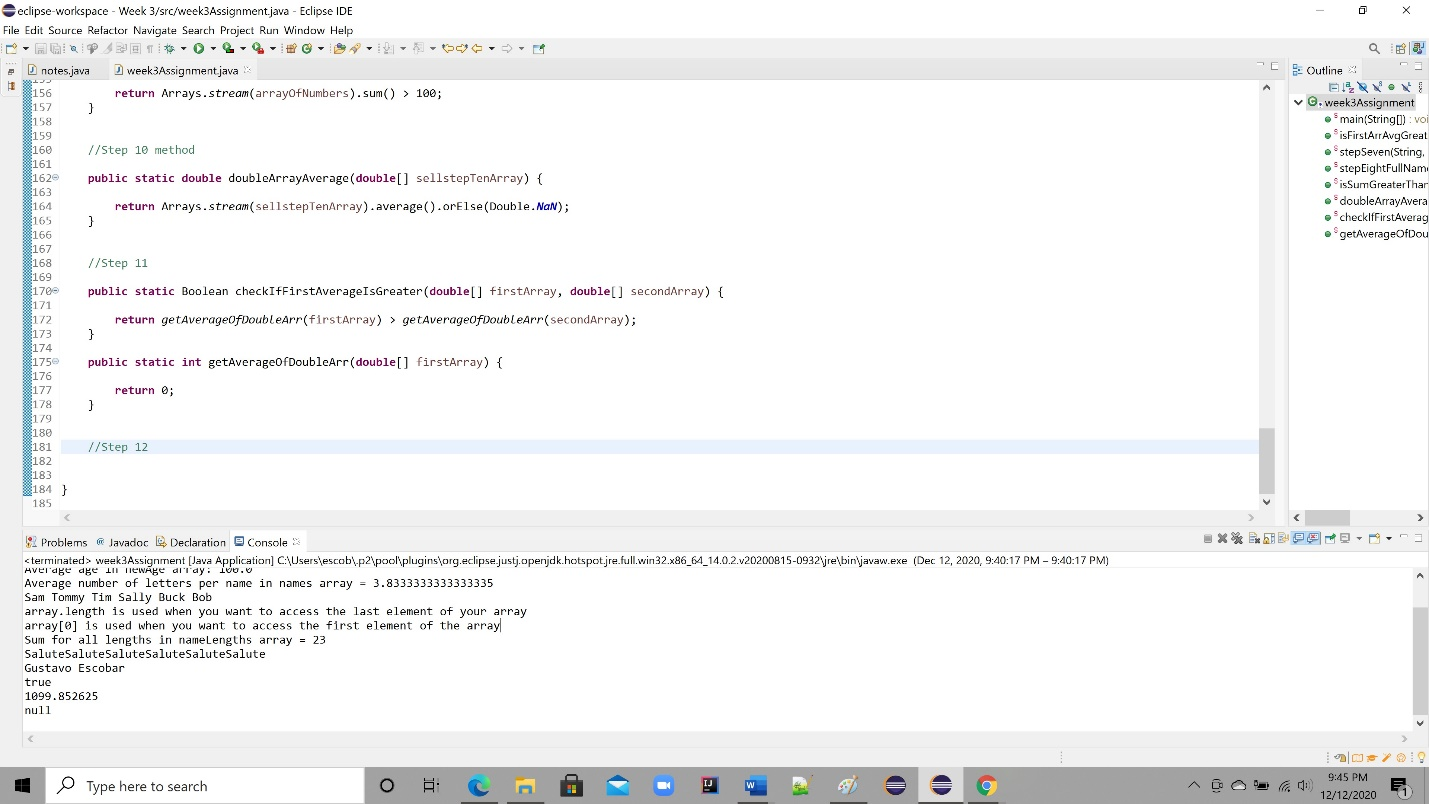 eclipse-workspace - Week 3/src/week3Assignment.java - Eclipse IDE
File Edit Source Refactor Navigate Search Project Run Window Help
notes.java
week3Assignment.java
Outline
156 return Arrays.stream(arrayOfNumbers).sum() > 100;
157 }
158
159
160 //Step 10 method
161
162 public static double doubleArrayAverage(double[] sellstepTenArray) {
163
164 return Arrays.stream(sellstepTenArray).average().orElse(Double.NaN);
165 }
166
167
168 //Step 11
169
170 public static Boolean checkIfFirstAverageIsGreater(double[] firstArray, double[] secondArray) {
171
172 return getAverageOfDoubleArr(firstArray) > getAverageOfDoubleArr(secondArray);
173 }
174
175 public static int getAverageOfDoubleArr(double[] firstArray) {
176
177 return 0;
178 }
179
180
181 //Step 12
182
183
184 }
185
week3Assignment
main(String[]) : voi
isFirstArrAvgGreat
stepSeven(String,
stepEightFullNam
isSumGreaterThan
doubleArrayAvera
checkIfFirstAverag
getAverageOfDou
Problems @ Javadoc Declaration Console
<terminated> week3Assignment [Java Application] C:\Users\escob\.p2\pool\plugins\org.eclipse.justj.openjdk.hotspot.jre.full.win32.x86_64_14.0.2.v20200815-0932\jre\bin\javaw.exe (Dec 12, 2020, 9:40:17 PM – 9:40:17 PM)
Average age in newAge array: 100.0
Average number of letters per name in names array = 3.8333333333333335
Sam Tommy Tim Sally Buck Bob
array.length is used when you want to access the last element of your array
array[0] is used when you want to access the first element of the array
Sum for all lengths in nameLengths array = 23
SaluteSaluteSaluteSaluteSaluteSalute
Gustavo Escobar
true
1099.852625
null
Type here to search
9:45 PM
12/12/2020
1